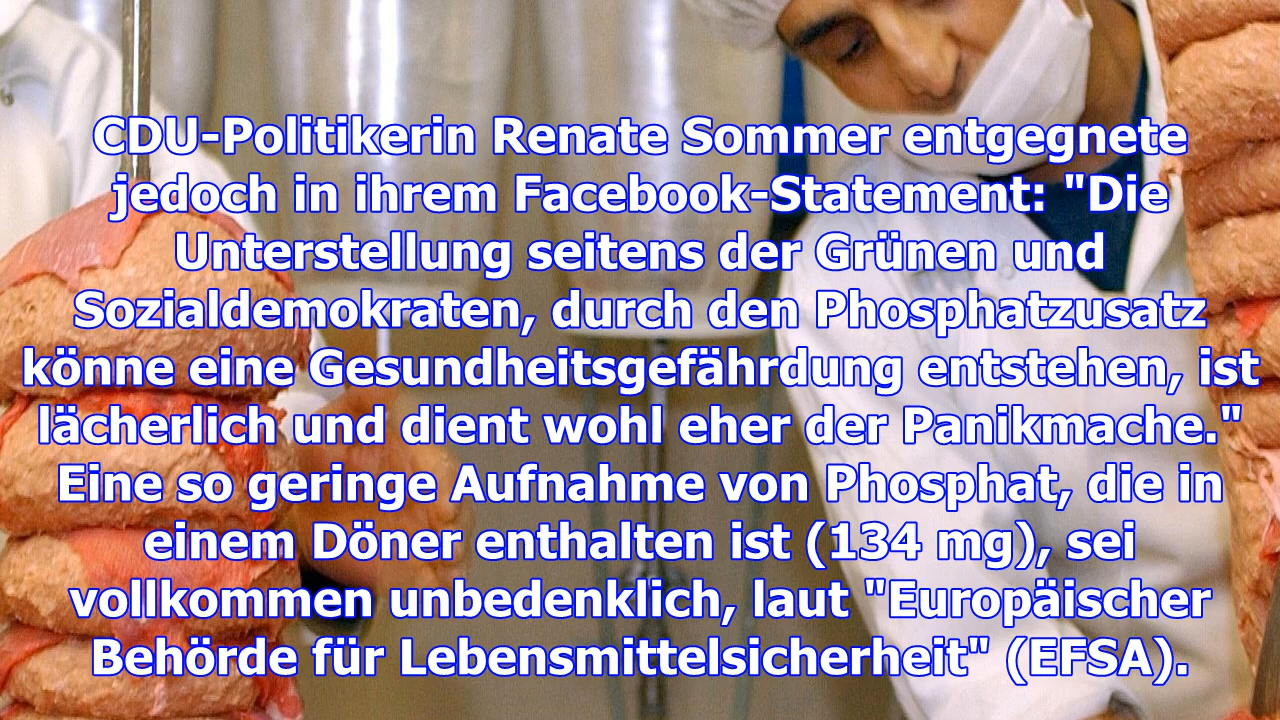 CDU-Politikerin Renate Sommer entgegnete
jedoch in ihrem Facebook-Statement: "Die
Unterstellung seitens der Grünen und
Sozialdemokraten, durch den Phosphatzusatz
könne eine Gesundheitsgefährdung entstehen, ist
lächerlich und dient wohl eher der Panikmache."
Eine so geringe Aufnahme von Phosphat, die in
einem Döner enthalten ist (134 mg), sei
vollkommen unbedenklich, laut "Europäischer
Behörde für Lebensmittelsicherheit" (EFSA).